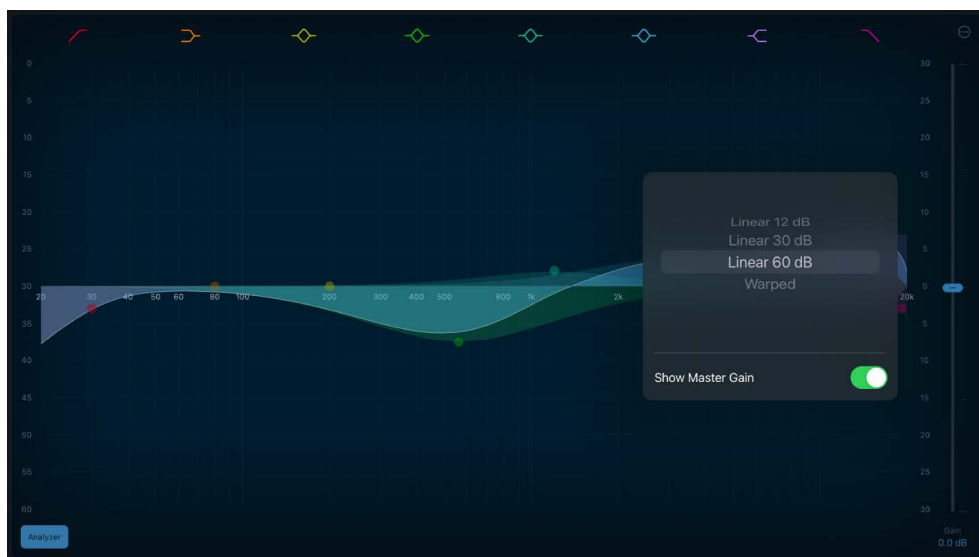 0 30
5 25
10 20
15 15
20 Linear 12 dB 10
25 Linear 30 dB 5
Linear 60 dB
30 0
20 30 40 50 60 80 100 200 300 400 500 800 1k 2k Warped 20k
35 5
40 10
Show Master Gain
45 15
50 20
55 25
60 30
Analyzer Gain
0.0 dB